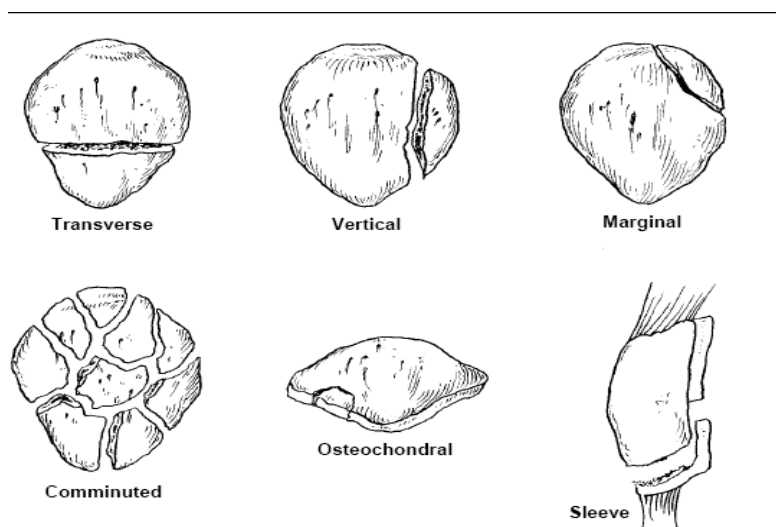 Transverse
Vertical
Marginal
Comminuted
Osteochondral
Sleeve